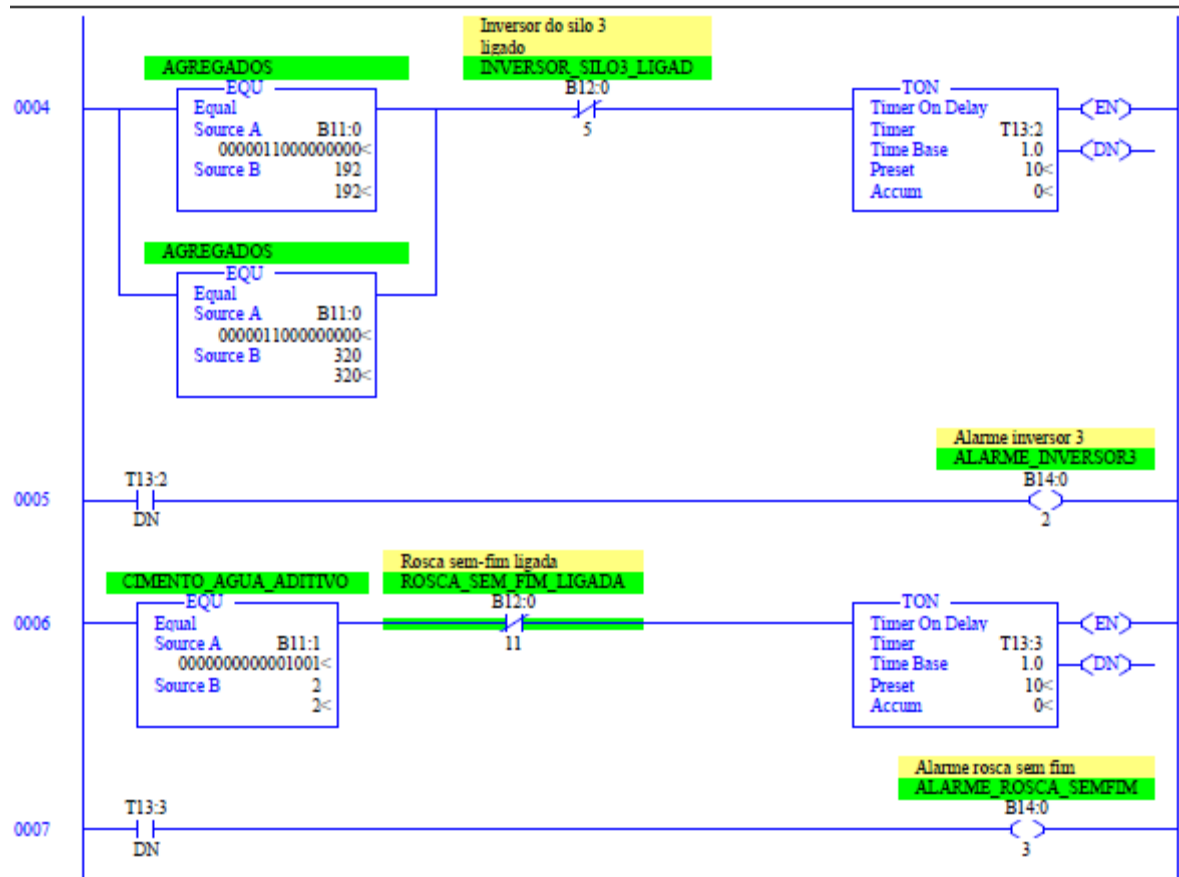 Inversor do silo 3
ligado
AGREGADOS
INVERSOR_SILO3_LIGAD
0004
EQU
Equal
Source A B11:0
0000011000000000<
Source B 192
192<
B12:0
5
TON
Timer On Delay
Timer T13:2
Time Base 1.0
Preset 10<
Accum 0<
EN
DN
AGREGADOS
EQU
Equal
Source A B11:0
0000011000000000<
Source B 320
320<
Alarme inversor 3
ALARME_INVERSOR3
0005
T13:2
DN
B14:0
2
Rosca sem-fim ligada
CIMENTO_AGUA_ADITIVO
ROSCA_SEM_FIM_LIGADA
0006
EQU
Equal
Source A B11:1
0000000000001001<
Source B 2
2<
B12:0
11
TON
Timer On Delay
Timer T13:3
Time Base 1.0
Preset 10<
Accum 0<
EN
DN
Alarme rosca sem fim
ALARME_ROSCA_SEMFIM
0007
T13:3
DN
B14:0
3